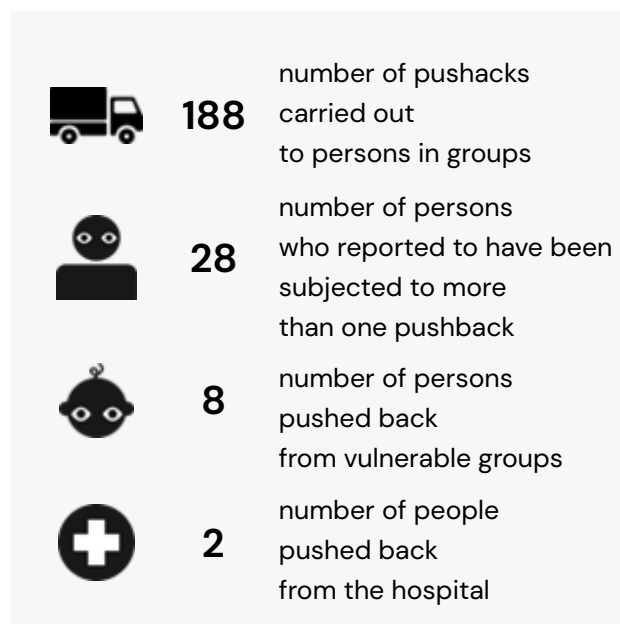 188
number of pushacks
carried out
to persons in groups
28
number of persons
who reported to have been
subjected to more
than one pushback
8
number of persons
pushed back
from vulnerable groups
2
number of people
pushed back
from the hospital